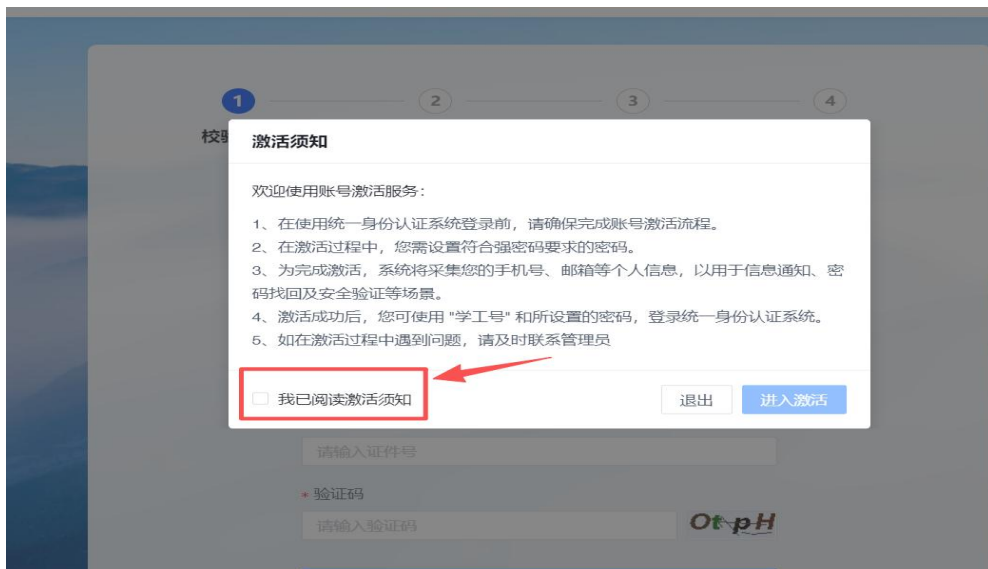 1 2 3 4
校验
激活须知
欢迎使用账号激活服务：
1、在使用统一身份认证系统登录前，请确保完成账号激活流程。
2、在激活过程中，您需设置符合强密码要求的密码。
3、为完成激活，系统将采集您的手机号、邮箱等个人信息，以用于信息通知、密
码找回及安全验证等场景。
4、激活成功后，您可使用 "学工号" 和所设置的密码，登录统一身份认证系统。
5、如在激活过程中遇到问题，请及时联系管理员
我已阅读激活须知 退出 进入激活
请输入证件号
* 验证码
请输入验证码 OtpH